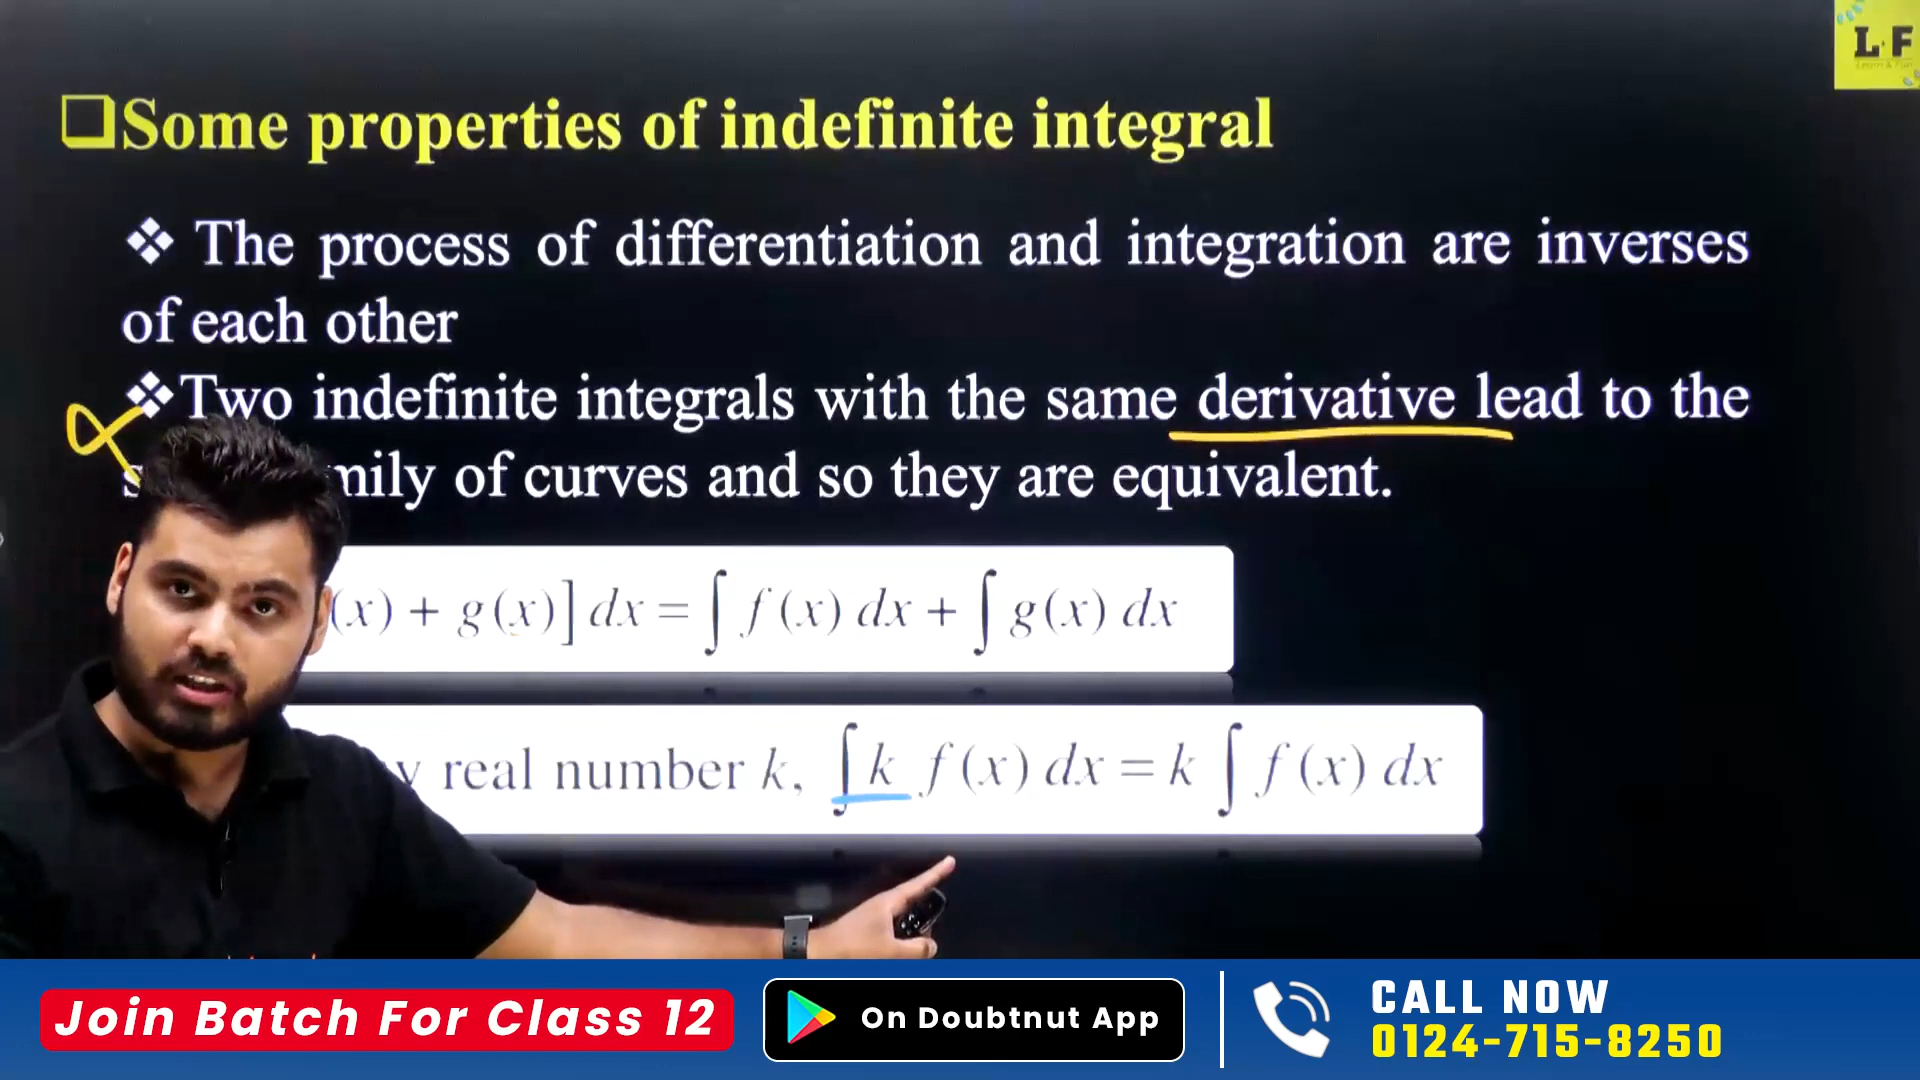 L·F
Some properties of indefinite integral
❖ The process of differentiation and integration are inverses
of each other
❖Two indefinite integrals with the same derivative lead to the
of curves and so they are equivalent.
(x) + g(x)] dx = ∫ f(x) dx + ∫ g(x) dx
real number k, ∫ k f(x) dx = k ∫ f(x) dx
Join Batch For Class 12
On Doubtnut App
CALL NOW
0124-715-8250